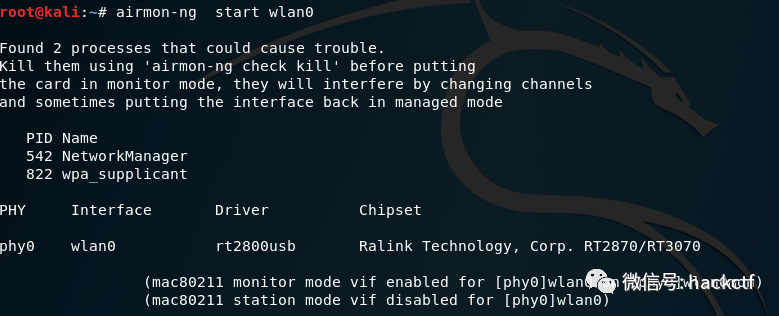 root@kali:~# airmon-ng  start wlan0
Found 2 processes that could cause trouble.
Kill them using 'airmon-ng check kill' before putting
the card in monitor mode, they will interfere by changing channels
and sometimes putting the interface back in managed mode
PID Name
542 NetworkManager
822 wpa_supplicant
PHY     Interface       Driver          Chipset
phy0    wlan0           rt2800usb       Ralink Technology, Corp. RT2870/RT3070
(mac80211 monitor mode vif enabled for [phy0]wlan0
微信号: hackctf
(mac80211 station mode vif disabled for [phy0]wlan0)